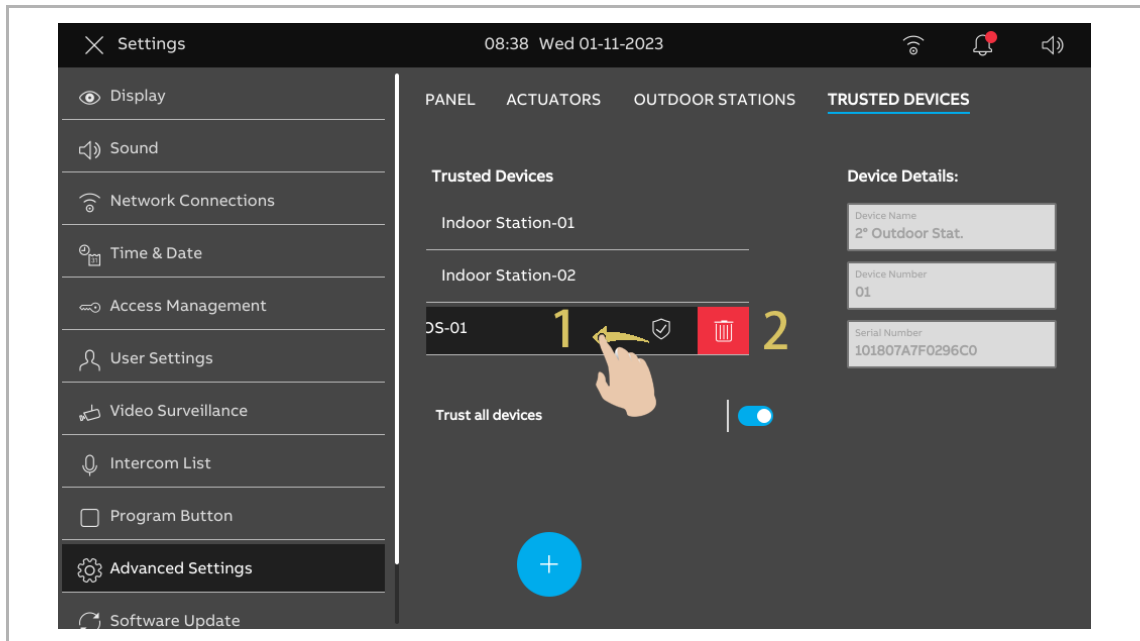 Settings
08:38 Wed 01-11-2023
Display
Sound
Network Connections
Time & Date
31
Access Management
User Settings
Video Surveillance
Intercom List
Program Button
Advanced Settings
Software Update
PANEL ACTUATORS OUTDOOR STATIONS TRUSTED DEVICES
Trusted Devices
Indoor Station-01
Indoor Station-02
OS-01 1 2
Trust all devices
+
Device Details:
Device Name
2° Outdoor Stat.
Device Number
01
Serial Number
101807A7F0296C0